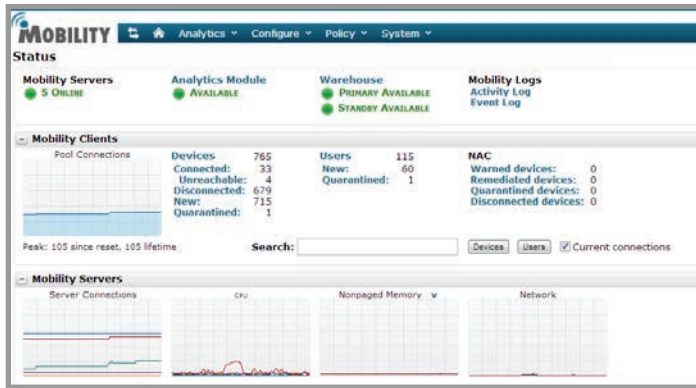 MOBILITY
Analytics Configure Policy System
Status
Mobility Servers
5 ONLINE
Analytics Module
AVAILABLE
Warehouse
PRIMARY AVAILABLE
STANDBY AVAILABLE
Mobility Logs
Activity Log
Event Log
Mobility Clients
Pool Connections
Peak: 105 since reset, 105 lifetime
Devices 765
Connected: 33
Unreachable: 4
Disconnected: 679
New: 715
Quarantined: 1
Users 115
New: 60
Quarantined: 1
NAC
Warned devices: 0
Remediated devices: 0
Quarantined devices: 0
Disconnected devices: 0
Search: Devices Users Current connections
Mobility Servers
Server Connections
CPU
Nonpaged Memory
Network